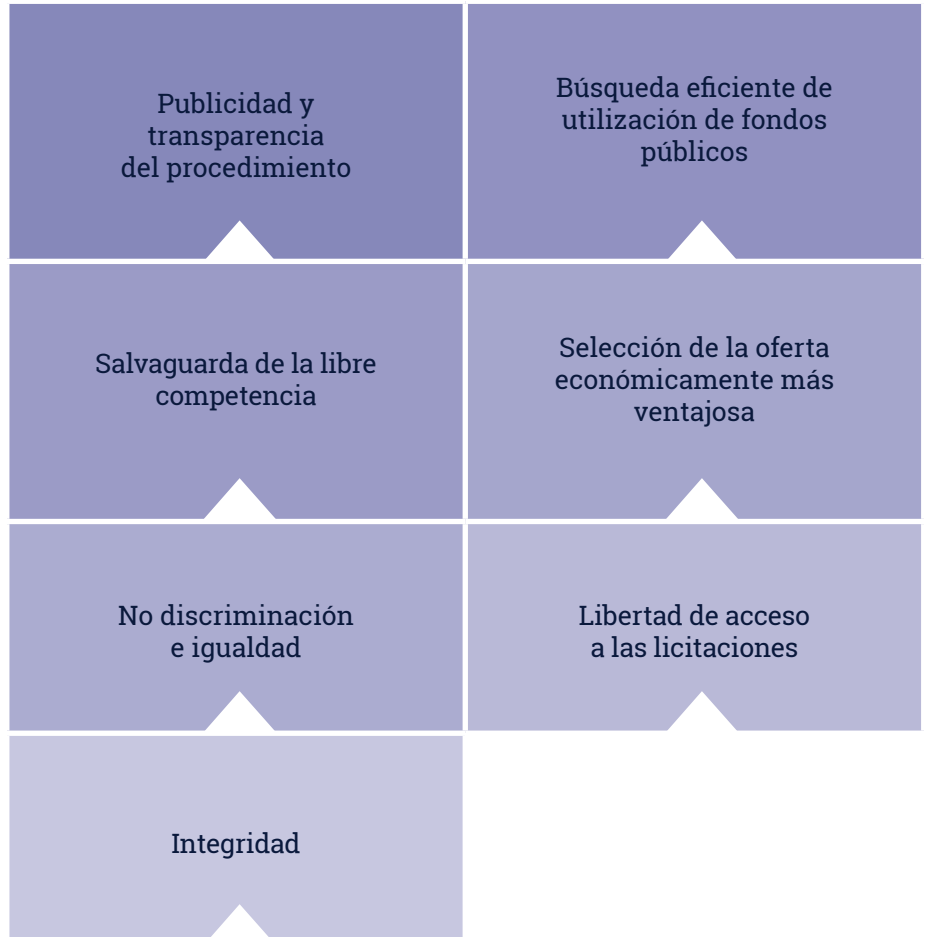 Publicidad y
transparencia
del procedimiento
Búsqueda eficiente de
utilización de fondos
públicos
Salvaguarda de la libre
competencia
Selección de la oferta
económicamente más
ventajosa
No discriminación
e igualdad
Libertad de acceso
a las licitaciones
Integridad